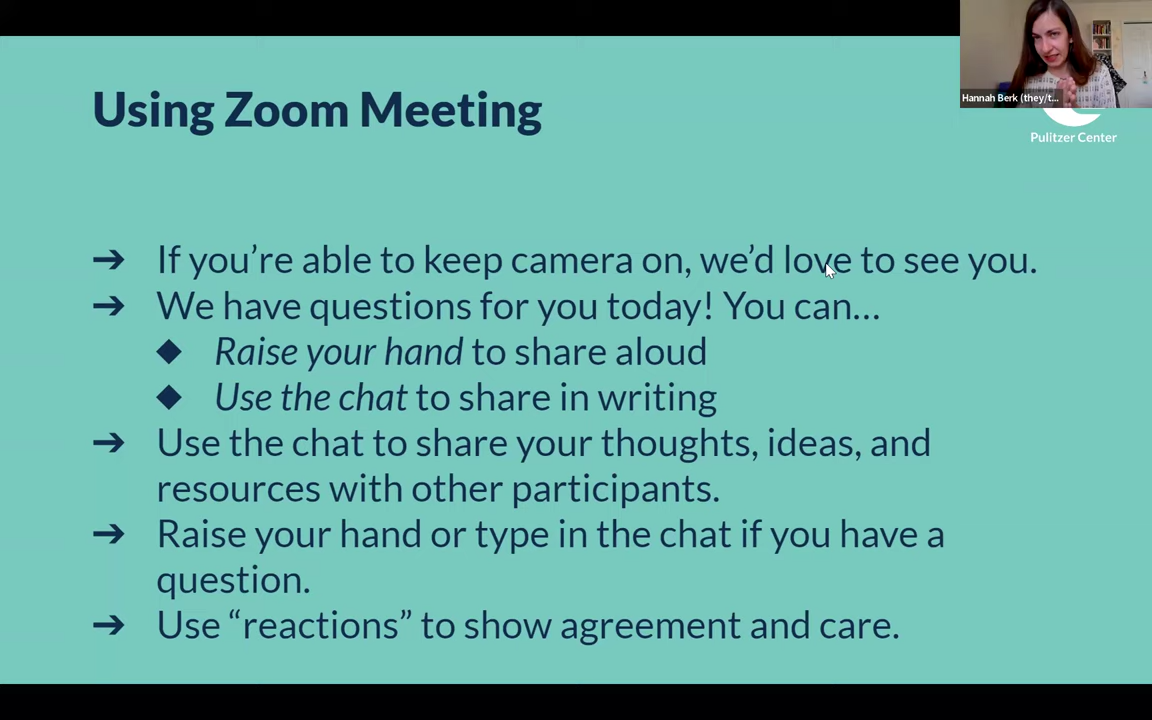 Using Zoom Meeting
Hannah Berk (they/t...
Pulitzer Center
➔ If you’re able to keep camera on, we’d love to see you.
➔ We have questions for you today! You can...
◆ Raise your hand to share aloud
◆ Use the chat to share in writing
➔ Use the chat to share your thoughts, ideas, and
resources with other participants.
➔ Raise your hand or type in the chat if you have a
question.
➔ Use “reactions” to show agreement and care.